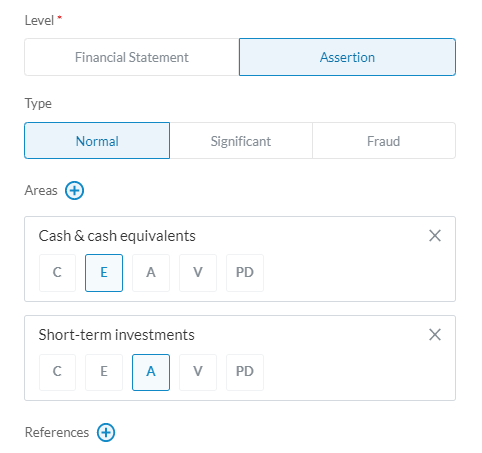 Level *
Financial Statement Assertion
Type
Normal Significant Fraud
Areas
Cash & cash equivalents
C E A V PD
Short-term investments
C E A V PD
References